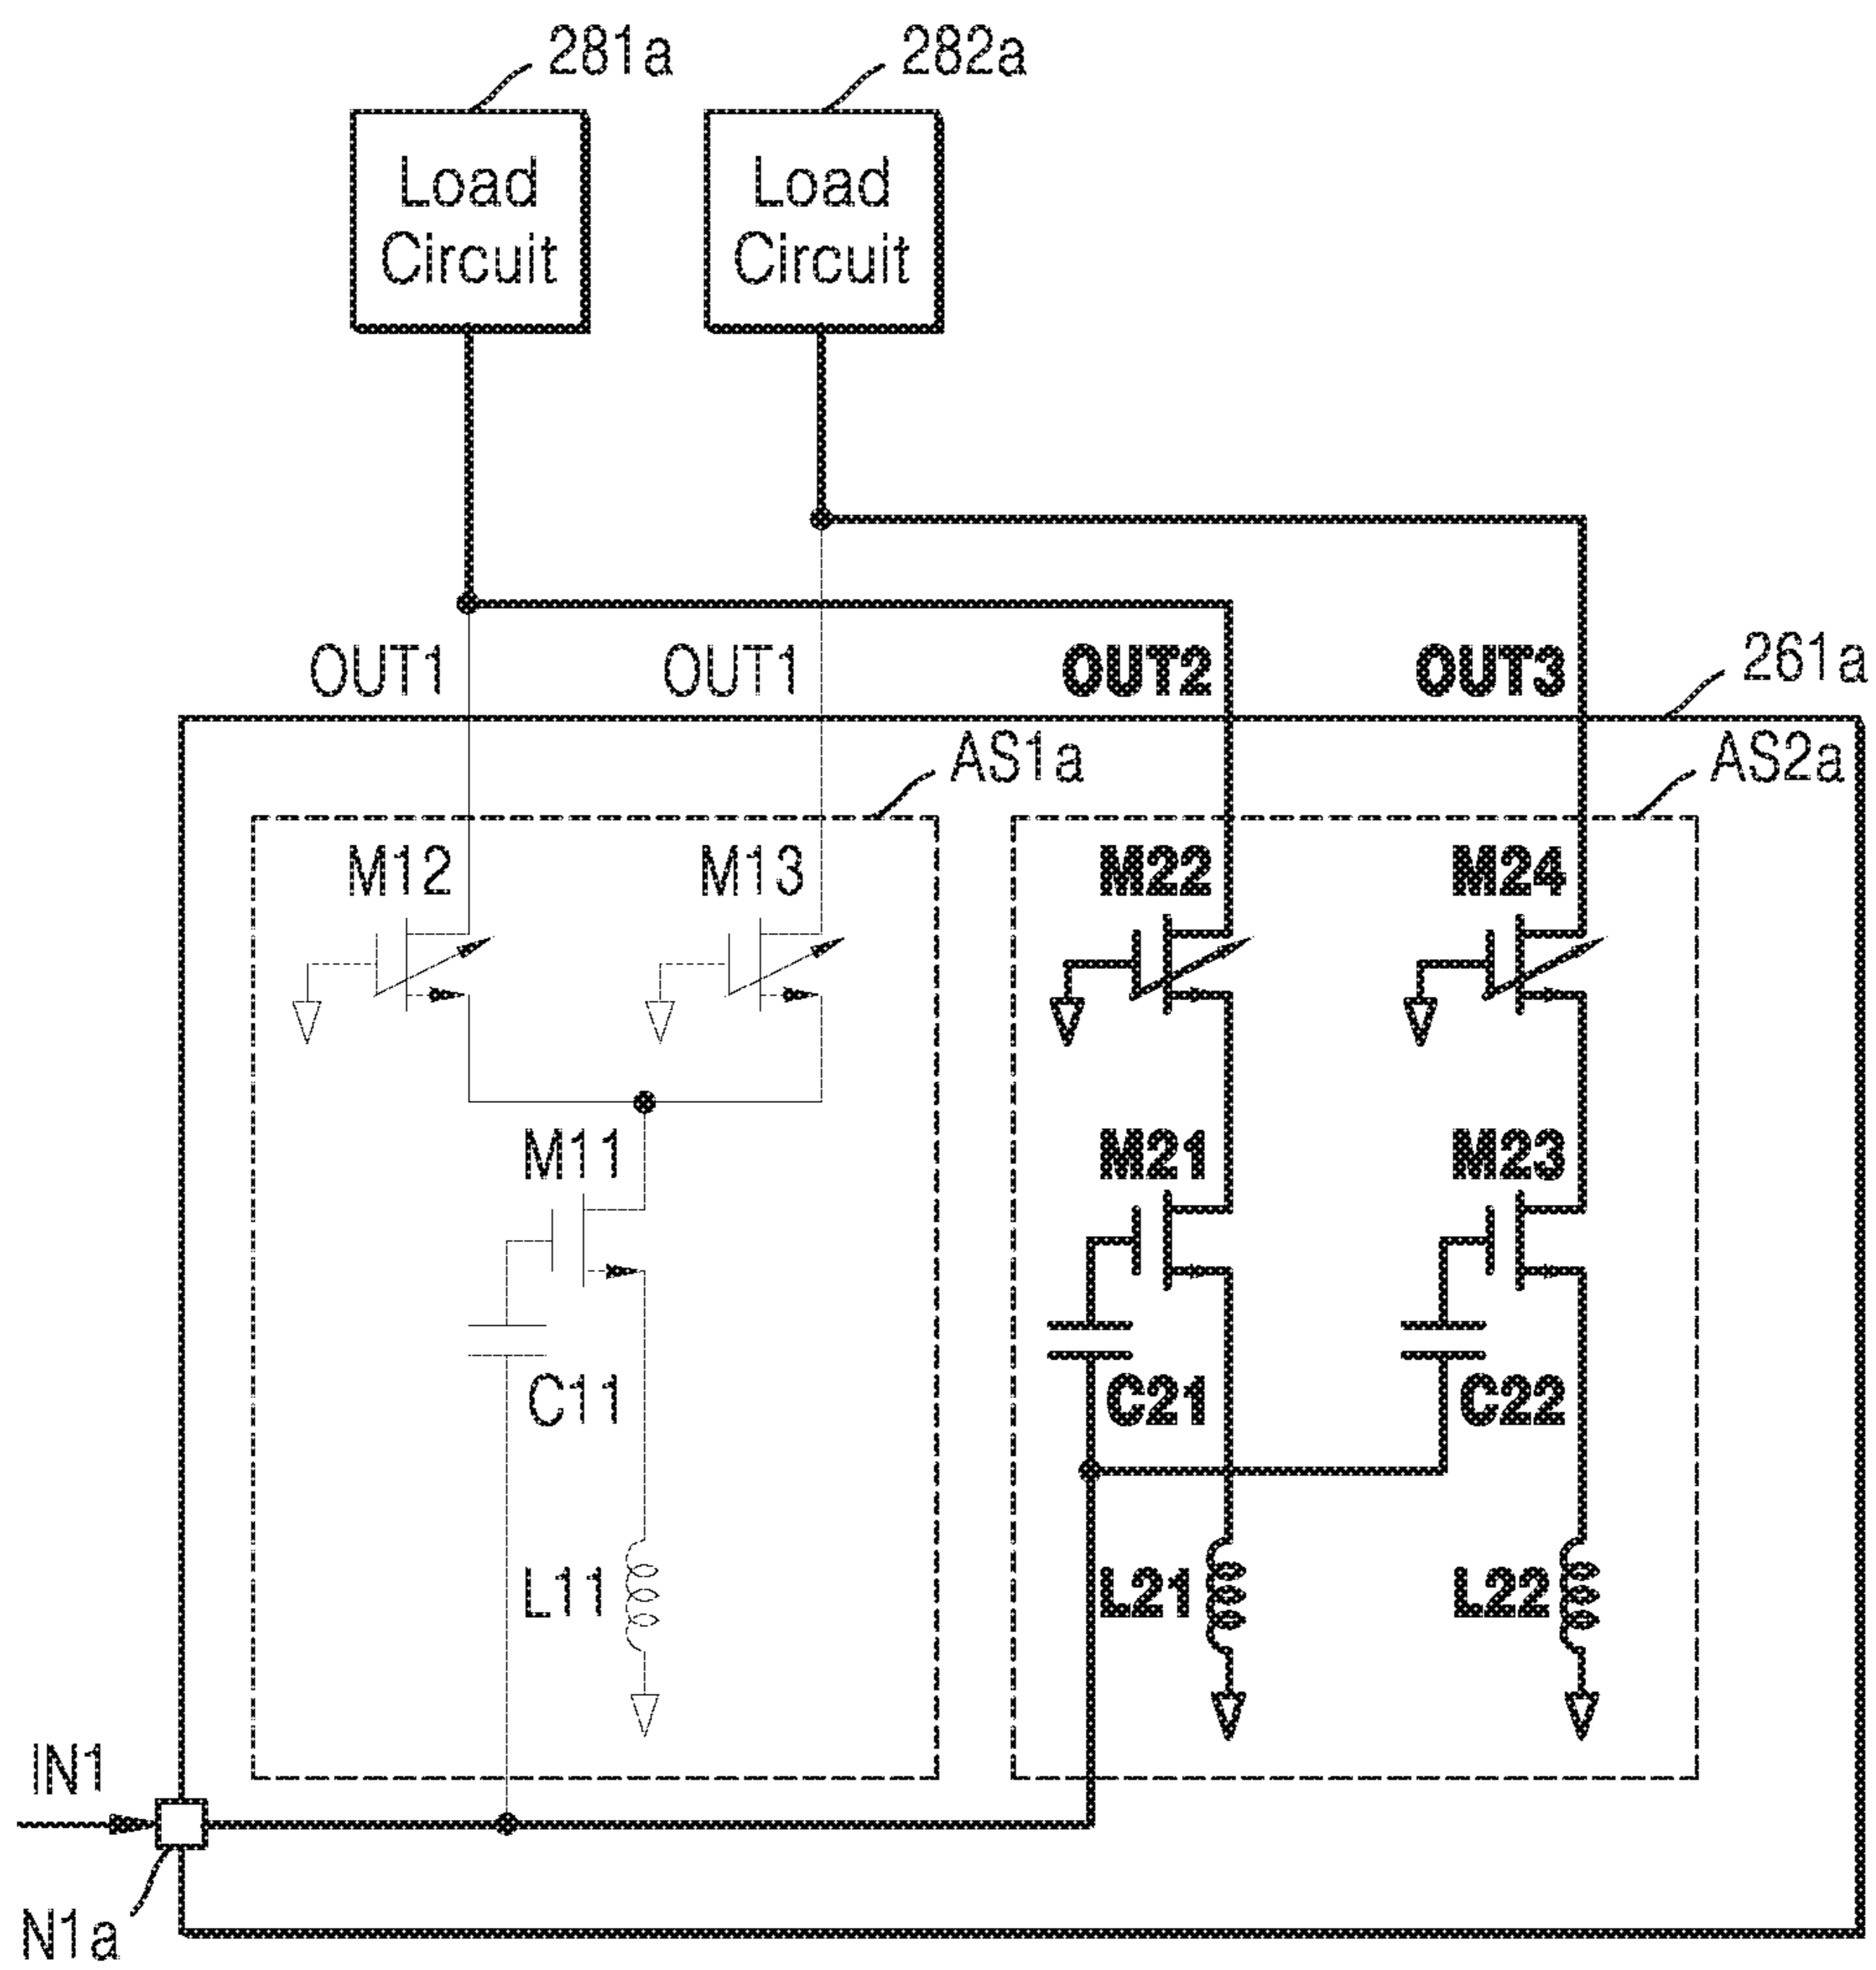 281a
282a
Load
Circuit
Load
Circuit
OUT1
OUT1
OUT2
OUT3
261a
AS1a
AS2a
M12
M13
M22
M24
M11
M21
M23
C11
C21
C22
L11
L21
L22
IN1
N1a